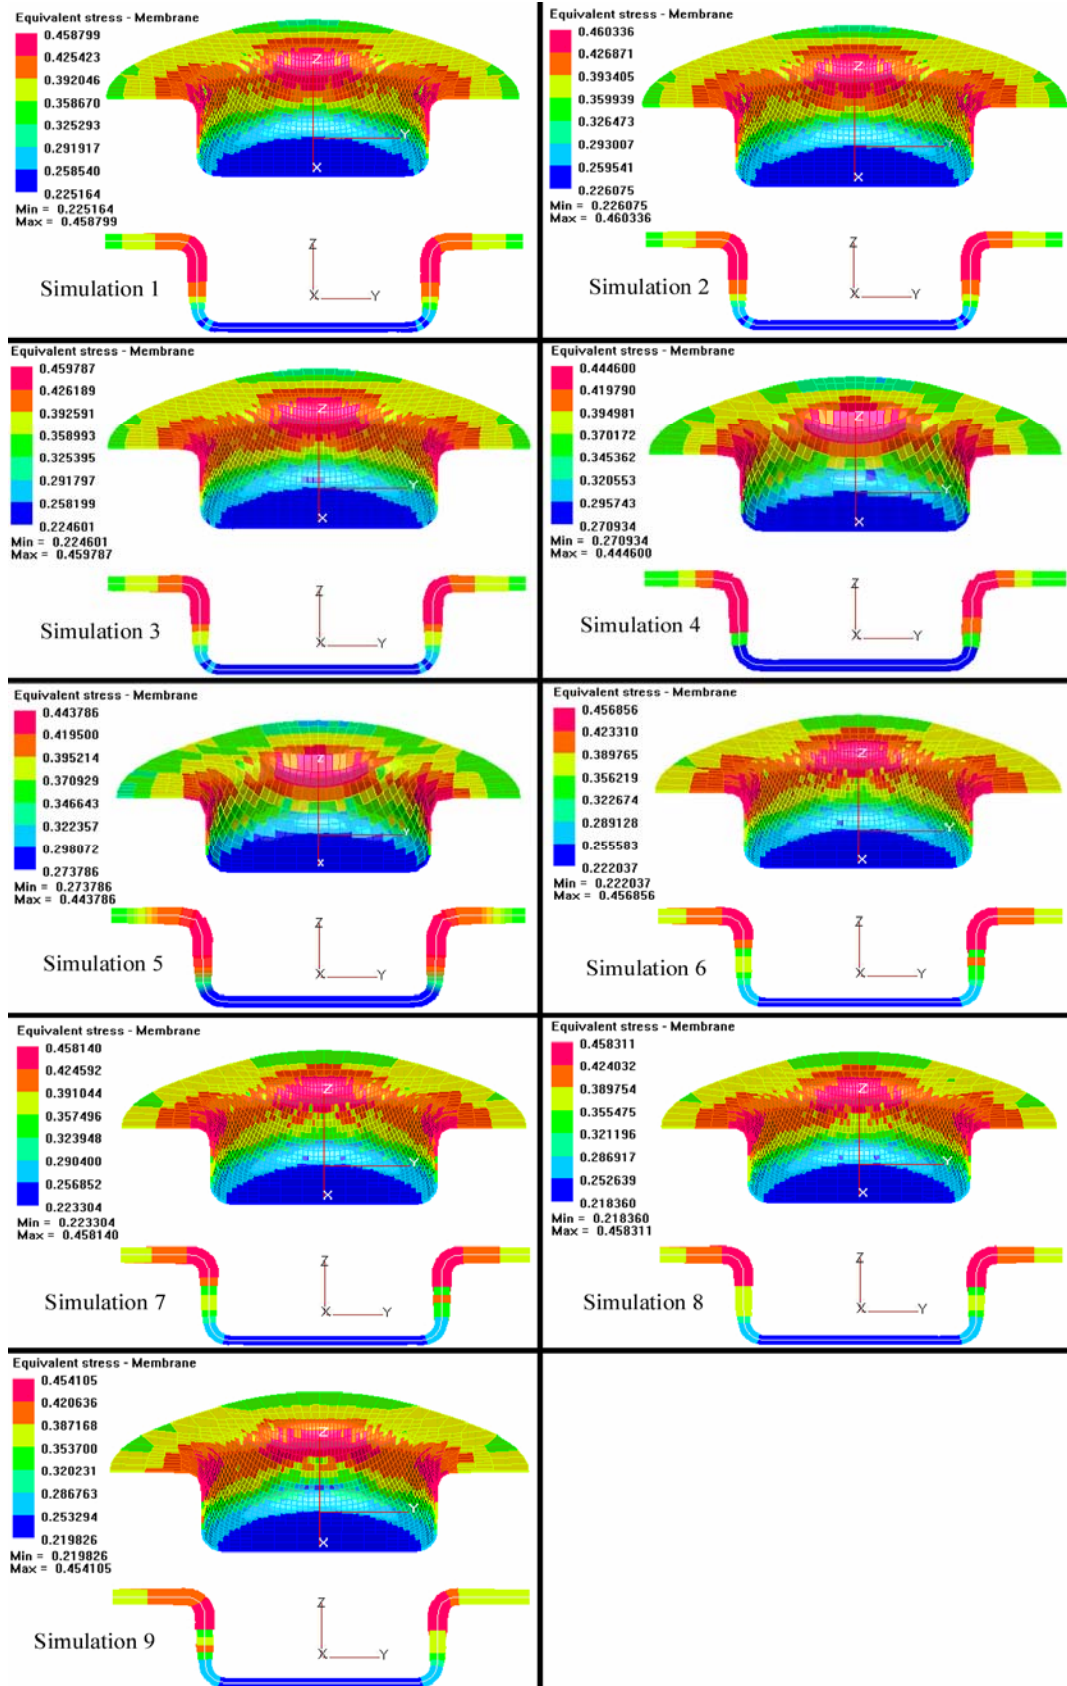 Equivalent stress - Membrane
0.458799
0.425423
0.392046
0.358670
0.325293
0.291917
0.258540
0.225164
Min = 0.225164
Max = 0.458799
Z
Y
X
Z
X
Y
Simulation 1
Equivalent stress - Membrane
0.460336
0.426871
0.393405
0.359939
0.326473
0.293007
0.259541
0.226075
Min = 0.226075
Max = 0.460336
Z
Y
X
Z
X
Y
Simulation 2
Equivalent stress - Membrane
0.459787
0.426189
0.392591
0.358993
0.325395
0.291797
0.258199
0.224601
Min = 0.224601
Max = 0.459787
Z
Y
X
Z
X
Y
Simulation 3
Equivalent stress - Membrane
0.444600
0.419790
0.394981
0.370172
0.345362
0.320553
0.295743
0.270934
Min = 0.270934
Max = 0.444600
Z
Y
X
Z
X
Y
Simulation 4
Equivalent stress - Membrane
0.443786
0.419500
0.395214
0.370929
0.346643
0.322357
0.298072
0.273786
Min = 0.273786
Max = 0.443786
Z
Y
X
Z
X
Y
Simulation 5
Equivalent stress - Membrane
0.456856
0.423310
0.389765
0.356219
0.322674
0.289128
0.255583
0.222037
Min = 0.222037
Max = 0.456856
Z
Y
X
Z
X
Y
Simulation 6
Equivalent stress - Membrane
0.458140
0.424592
0.391044
0.357496
0.323948
0.290400
0.256852
0.223304
Min = 0.223304
Max = 0.458140
Z
Y
X
Z
X
Y
Simulation 7
Equivalent stress - Membrane
0.458311
0.424032
0.389754
0.355475
0.321196
0.286917
0.252639
0.218360
Min = 0.218360
Max = 0.458311
Z
Y
X
Z
X
Y
Simulation 8
Equivalent stress - Membrane
0.454105
0.420636
0.387168
0.353700
0.320231
0.286763
0.253294
0.219826
Min = 0.219826
Max = 0.454105
Z
Y
X
Z
X
Y
Simulation 9